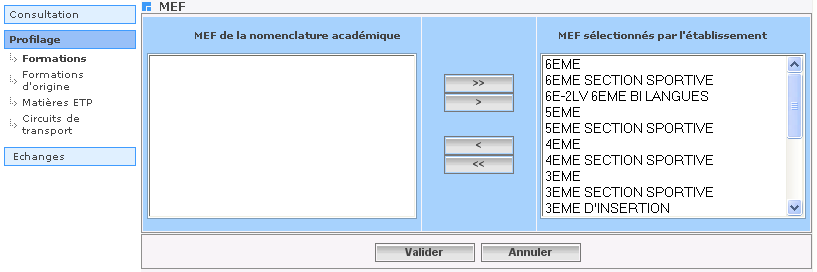 Consultation
Profilage
Formations
Formations
d'origine
Matières ETP
Circuits de
transport
Echanges
MEF
MEF de la nomenclature académique
>>
>
<
<<
MEF sélectionnés par l'établissement
6EME
6EME SECTION SPORTIVE
6E-2LV 6EME BI LANGUES
5EME
5EME SECTION SPORTIVE
4EME
4EME SECTION SPORTIVE
3EME
3EME SECTION SPORTIVE
3EME D'INSERTION
Valider
Annuler